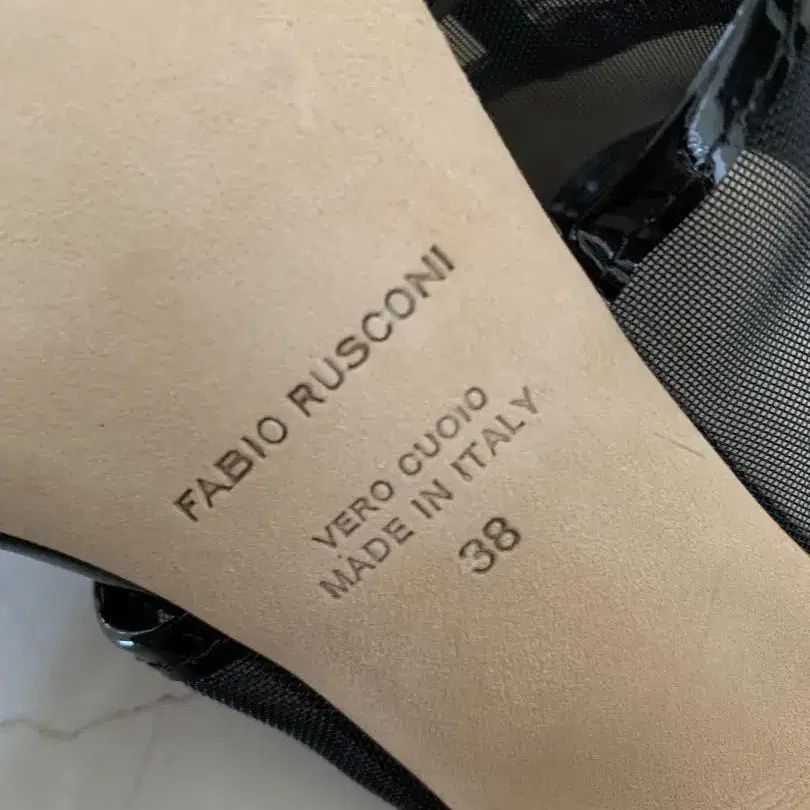 FABIO RUSCONI
VERO CUOIO
MADE IN ITALY
38